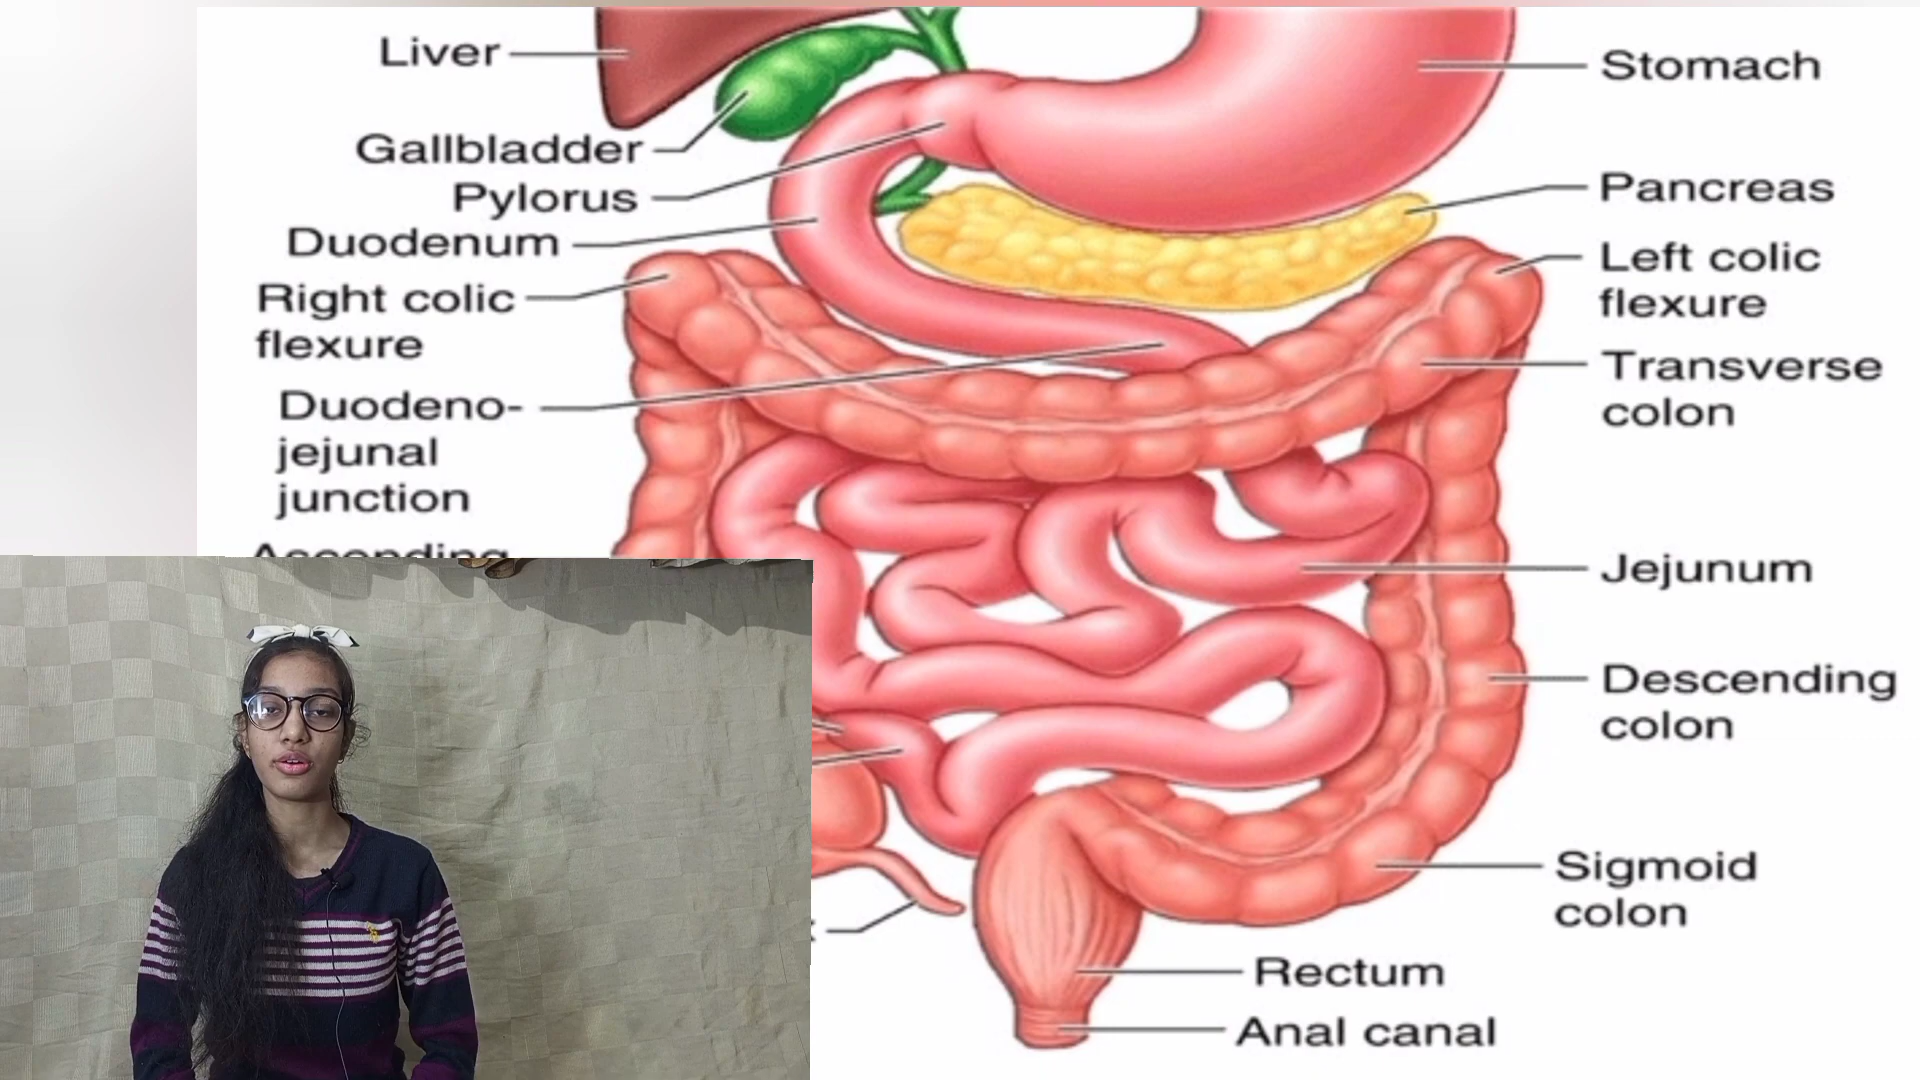 Liver
Gallbladder
Pylorus
Duodenum
Right colic
flexure
Duodeno-
jejunal
junction
Ascending
Stomach
Pancreas
Left colic
flexure
Transverse
colon
Jejunum
Descending
colon
Sigmoid
colon
Rectum
Anal canal